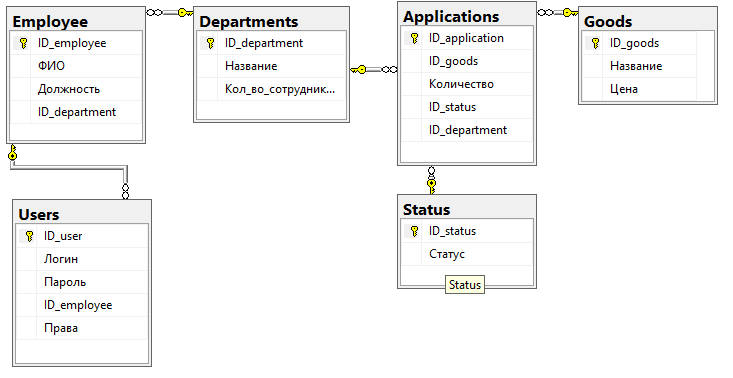 Employee
ID_employee
ФИО
Должность
ID_department
Departments
ID_department
Название
Кол_во_сотрудник...
Applications
ID_application
ID_goods
Количество
ID_status
ID_department
Goods
ID_goods
Название
Цена
Users
ID_user
Логин
Пароль
ID_employee
Права
Status
ID_status
Статус
Status